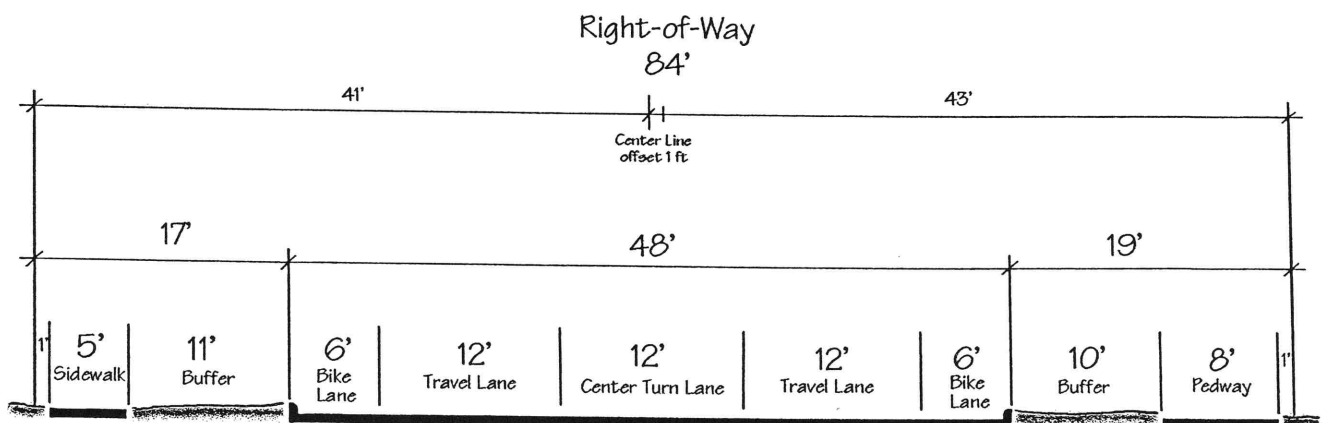 Right-of-Way
84'
41'
43'
Center Line
offset 1 ft
17'
48'
19'
1'
5'
Sidewalk
11'
Buffer
6'
Bike
Lane
12'
Travel Lane
12'
Center Turn Lane
12'
Travel Lane
6'
Bike
Lane
10'
Buffer
8'
Pedway
1'